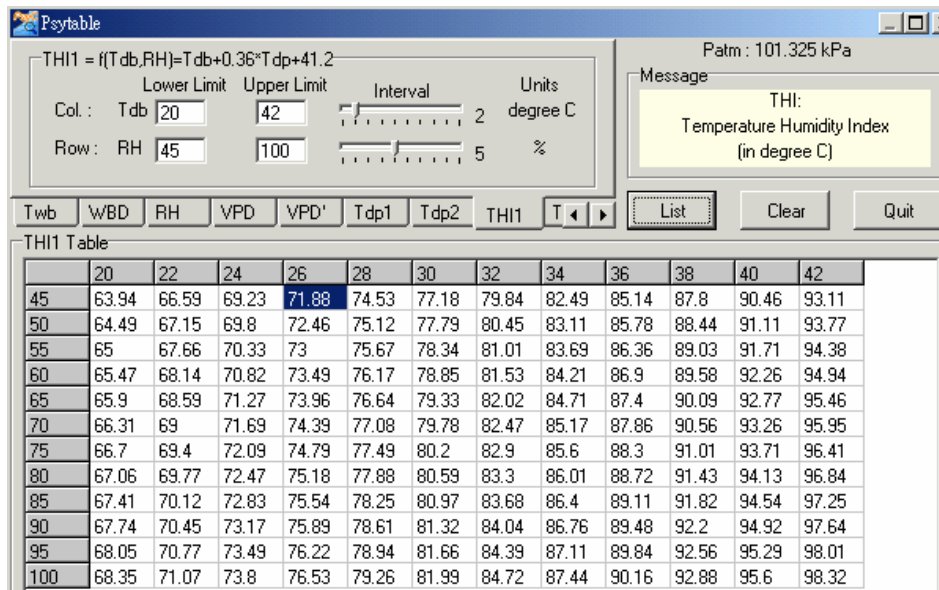 Psytable
THI1 = f(Tdb,RH)=Tdb+0.36*Tdp+41.2
Lower Limit Upper Limit Interval Units
Col.: Tdb 20 42 2 degree C
Row: RH 45 100 5 %
Patm : 101.325 kPa
Message
THI:
Temperature Humidity Index
(in degree C)
Twb WBD RH VPD VPD' Tdp1 Tdp2 THI1 T List Clear Quit
THI1 Table
20 22 24 26 28 30 32 34 36 38 40 42
45 63.94 66.59 69.23 71.88 74.53 77.18 79.84 82.49 85.14 87.8 90.46 93.11
50 64.49 67.15 69.8 72.46 75.12 77.79 80.45 83.11 85.78 88.44 91.11 93.77
55 65 67.66 70.33 73 75.67 78.34 81.01 83.69 86.36 89.03 91.71 94.38
60 65.47 68.14 70.82 73.49 76.17 78.85 81.53 84.21 86.9 89.58 92.26 94.94
65 65.9 68.59 71.27 73.96 76.64 79.33 82.02 84.71 87.4 90.09 92.77 95.46
70 66.31 69 71.69 74.39 77.08 79.78 82.47 85.17 87.86 90.56 93.26 95.95
75 66.7 69.4 72.09 74.79 77.49 80.2 82.9 85.6 88.3 91.01 93.71 96.41
80 67.06 69.77 72.47 75.18 77.88 80.59 83.3 86.01 88.72 91.43 94.13 96.84
85 67.41 70.12 72.83 75.54 78.25 80.97 83.68 86.4 89.11 91.82 94.54 97.25
90 67.74 70.45 73.17 75.89 78.61 81.32 84.04 86.76 89.48 92.2 94.92 97.64
95 68.05 70.77 73.49 76.22 78.94 81.66 84.39 87.11 89.84 92.56 95.29 98.01
100 68.35 71.07 73.8 76.53 79.26 81.99 84.72 87.44 90.16 92.88 95.6 98.32